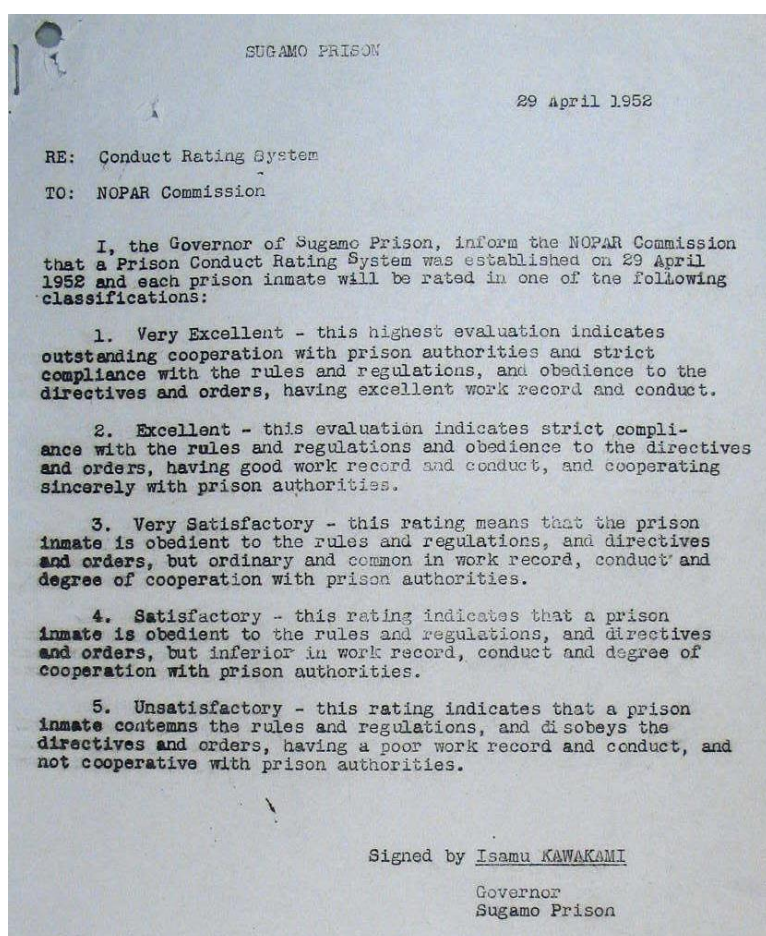 SUGAMO PRISON
29 April 1952
RE: Conduct Rating System
TO: NOPAR Commission
I, the Governor of Sugamo Prison, inform the NOPAR Commission
that a Prison Conduct Rating System was established on 29 April
1952 and each prison inmate will be rated in one of tne following
classifications:
1. Very Excellent - this highest evaluation indicates
outstanding cooperation with prison authorities and strict
compliance with the rules and regulations, and obedience to the
directives and orders, having excellent work record and conduct.
2. Excellent - this evaluation indicates strict compli-
ance with the rules and regulations and obedience to the directives
and orders, having good work record and conduct, and cooperating
sincerely with prison authorities.
3. Very Satisfactory - this rating means that the prison
inmate is obedient to the rules and regulations, and directives
and orders, but ordinary and common in work record, conduct and
degree of cooperation with prison authorities.
4. Satisfactory - this rating indicates that a prison
inmate is obedient to the rules and regulations, and directives
and orders, but inferior in work record, conduct and degree of
cooperation with prison authorities.
5. Unsatisfactory - this rating indicates that a prison
inmate contemns the rules and regulations, and disobeys the
directives and orders, having a poor work record and conduct, and
not cooperative with prison authorities.
Signed by Isamu KAWAKAMI
Governor
Sugamo Prison